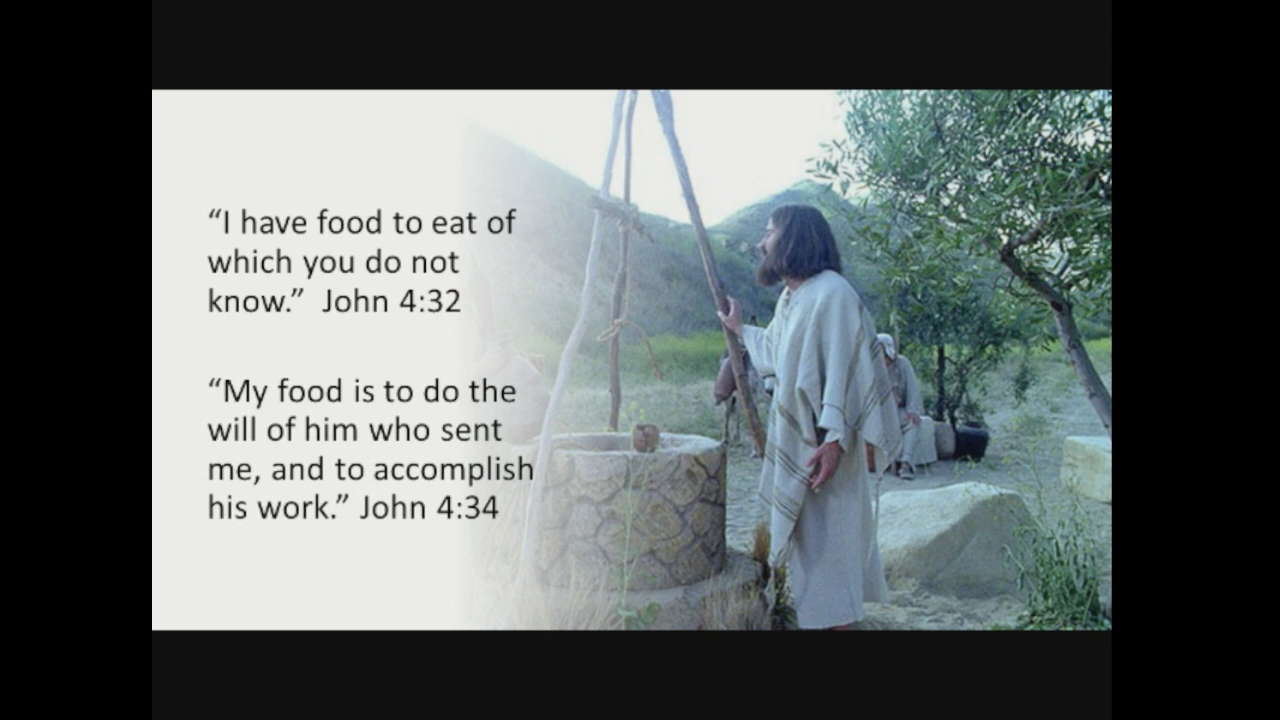 “I have food to eat of
which you do not
know.”  John 4:32
“My food is to do the
will of him who sent
me, and to accomplish
his work.” John 4:34